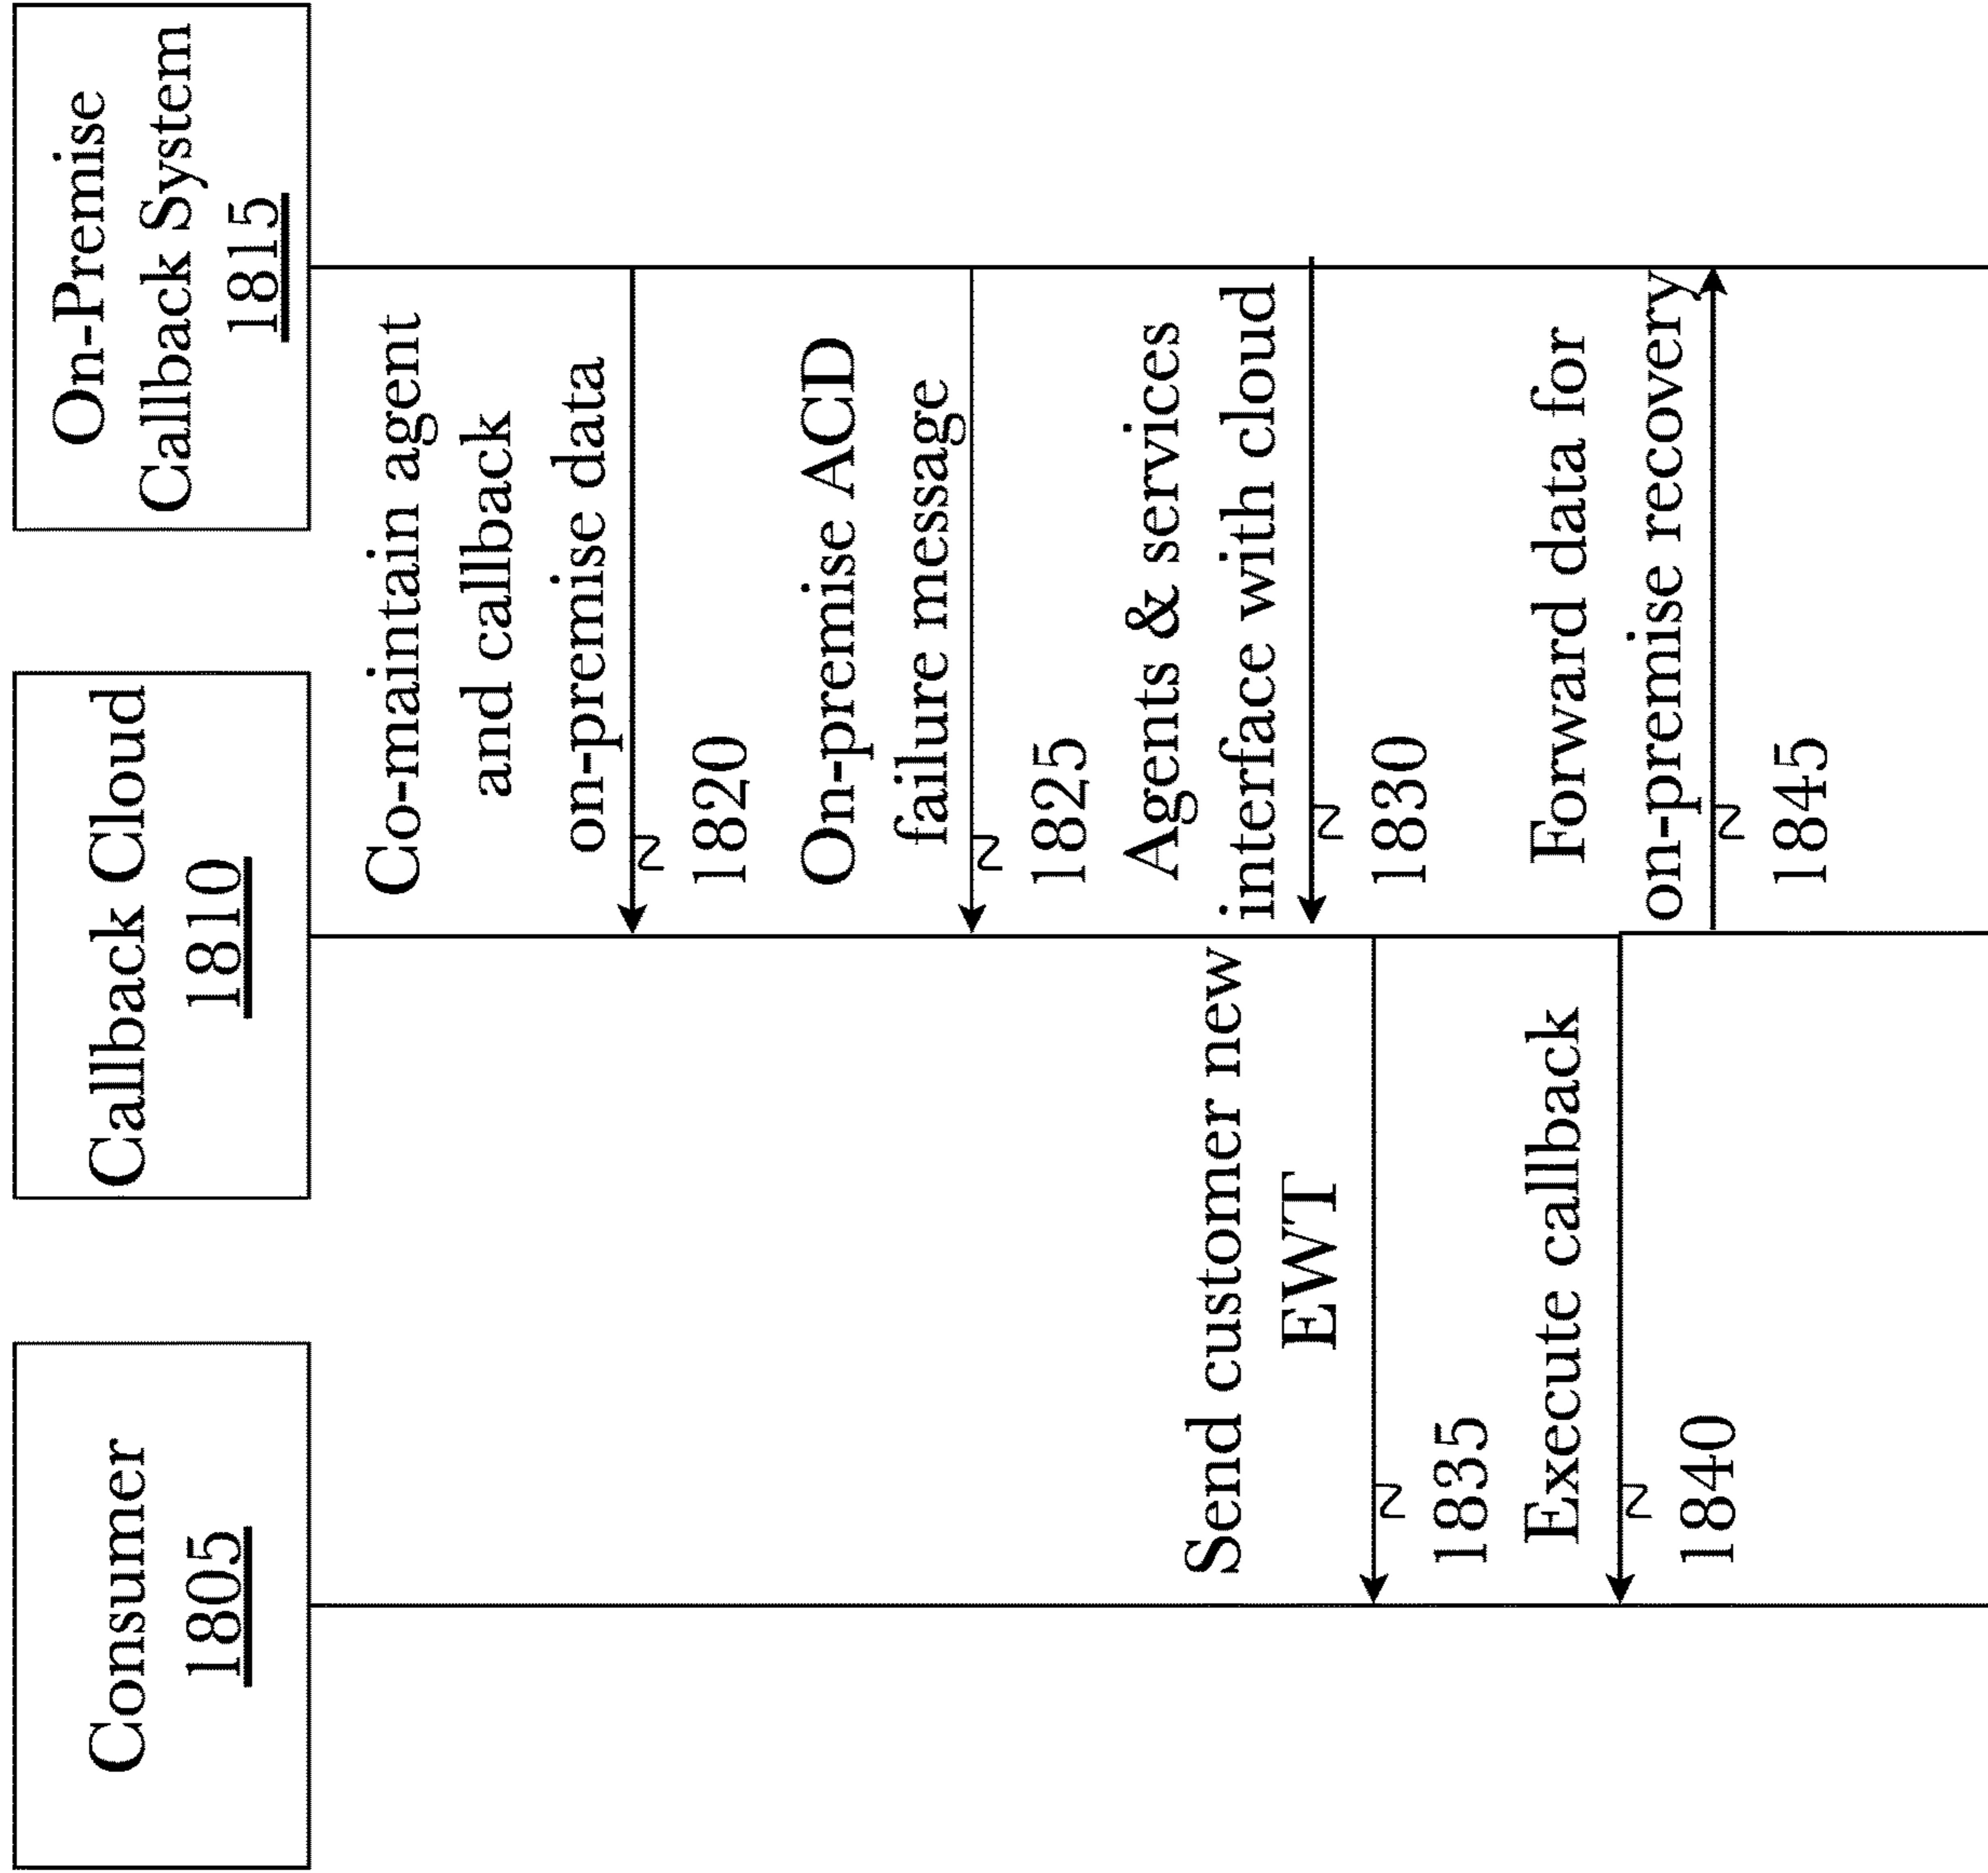 Consumer
1805
Callback Cloud
1810
On-Premise
Callback System
1815
Co-maintain agent
and callback
on-premise data
1820
On-premise ACD
failure message
1825
Agents & services
interface with cloud
1830
Send customer new
EWT
1835
Execute callback
1840
Forward data for
on-premise recovery
1845